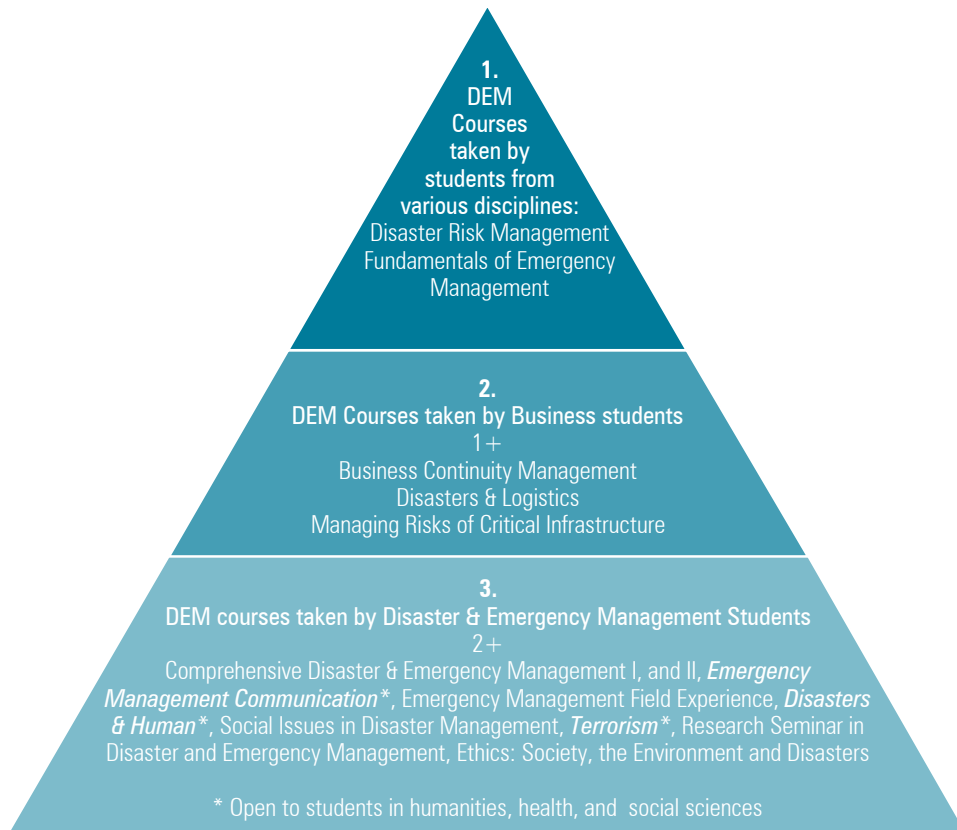 1.
DEM
Courses
taken by
students from
various disciplines:
Disaster Risk Management
Fundamentals of Emergency
Management
2.
DEM Courses taken by Business students
1+
Business Continuity Management
Disasters & Logistics
Managing Risks of Critical Infrastructure
3.
DEM courses taken by Disaster & Emergency Management Students
2+
Comprehensive Disaster & Emergency Management I, and II, Emergency
Management Communication*, Emergency Management Field Experience, Disasters
& Human*, Social Issues in Disaster Management, Terrorism*, Research Seminar in
Disaster and Emergency Management, Ethics: Society, the Environment and Disasters
* Open to students in humanities, health, and social sciences